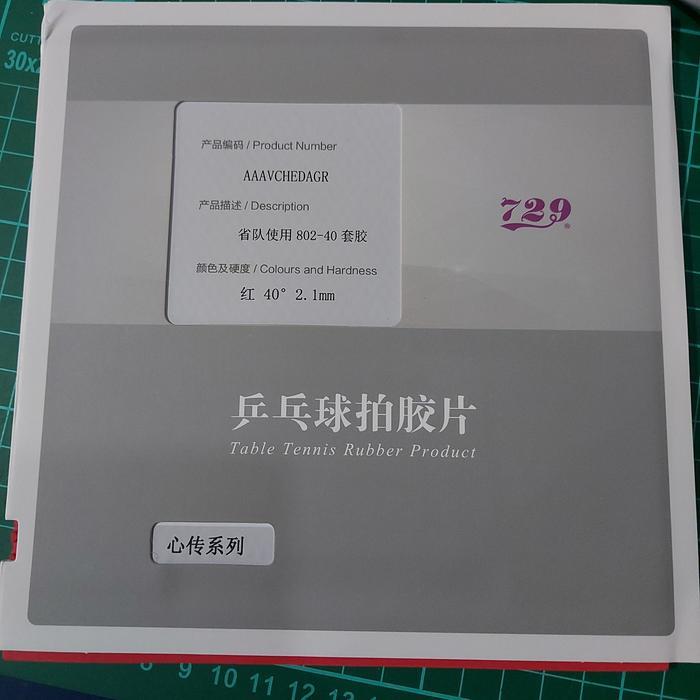 CUTT
30x2
产品编码 / Product Number
AAAVCHEDAGR
产品描述 / Description
省队使用 802-40 套胶
颜色及硬度 / Colours and Hardness
红 40° 2.1mm
729®
乒乓球拍胶片
Table Tennis Rubber Product
心传系列
8 9 10 11 12 13 14